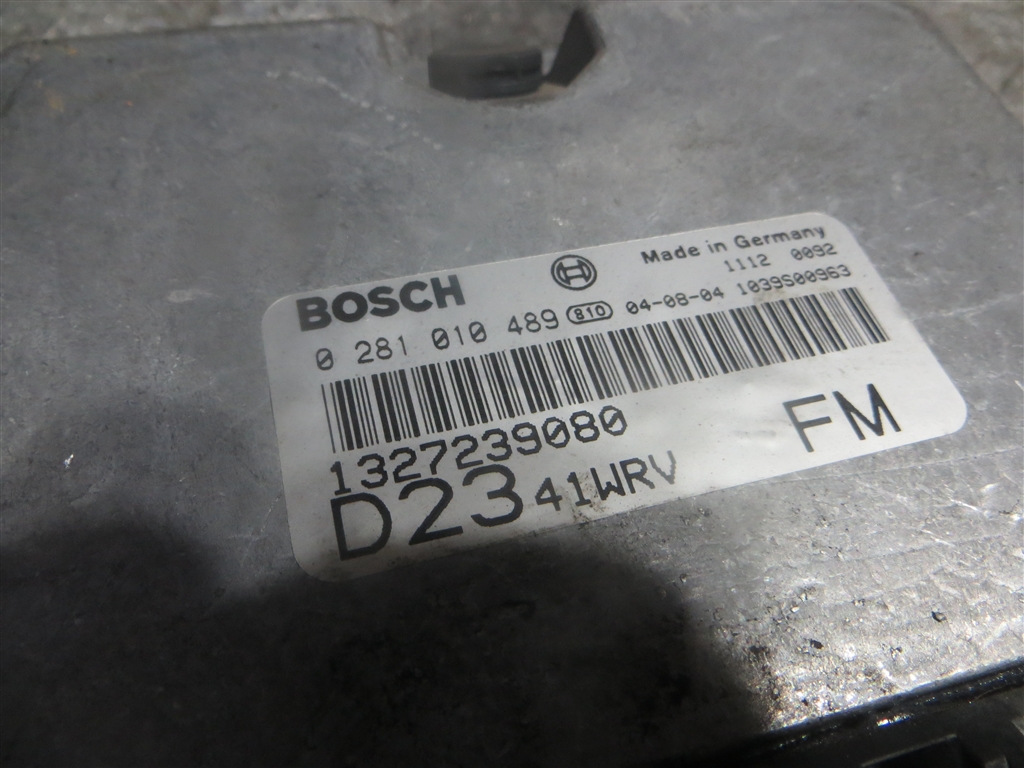 Made in Germany
BOSCH
1112 0092
0 281 010 489 810 04-08-04 1039S00963
1327239080
D23 41WRV FM